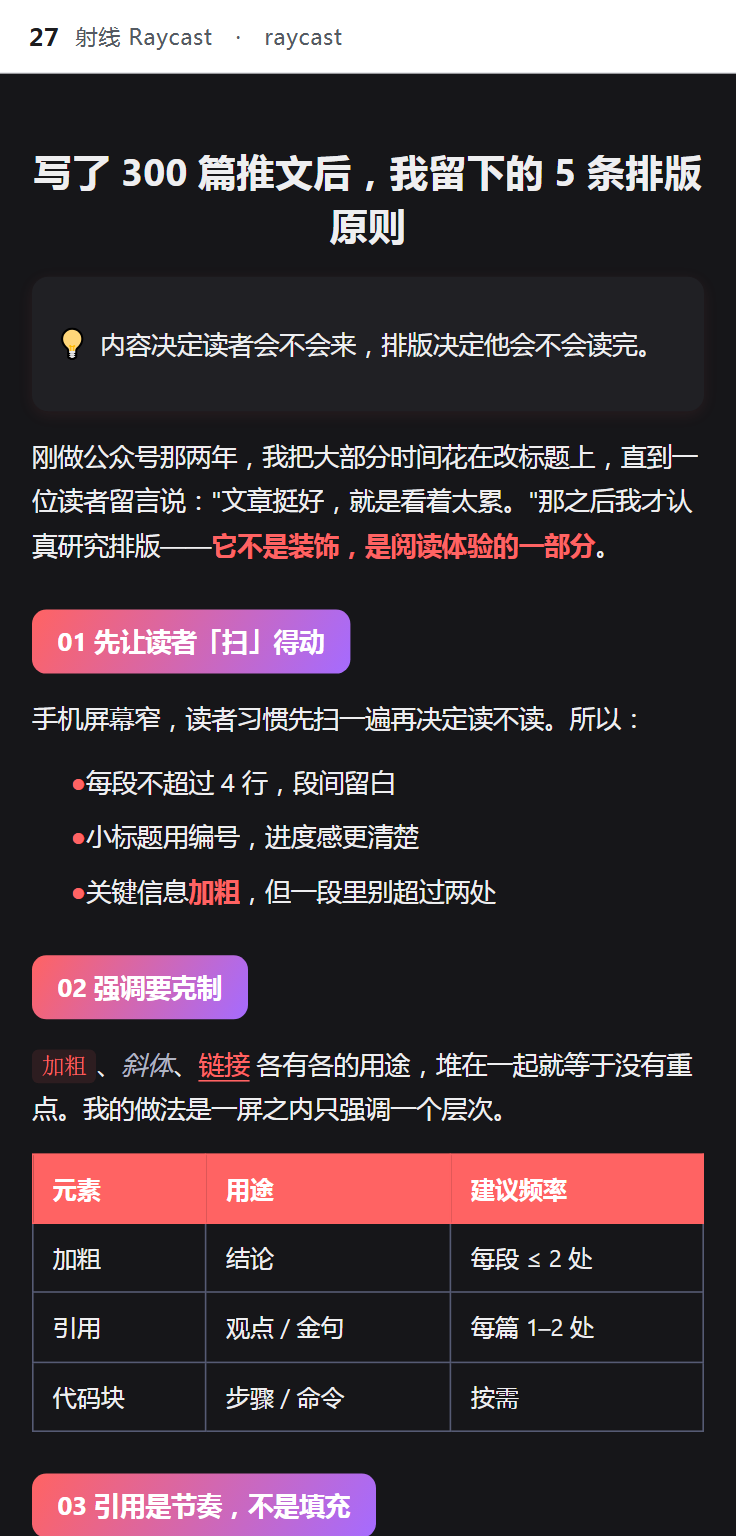 27 射线 Raycast · raycast
写了 300 篇推文后，我留下的 5 条排版
原则
💡 内容决定读者会不会来，排版决定他会不会读完。
刚做公众号那两年，我把大部分时间花在改标题上，直到一
位读者留言说："文章挺好，就是看着太累。"那之后我才认
真研究排版——它不是装饰，是阅读体验的一部分。
01 先让读者「扫」得动
手机屏幕窄，读者习惯先扫一遍再决定读不读。所以：
●每段不超过 4 行，段间留白
●小标题用编号，进度感更清楚
●关键信息加粗，但一段里别超过两处
02 强调要克制
加粗、斜体、链接 各有各的用途，堆在一起就等于没有重
点。我的做法是一屏之内只强调一个层次。
元素 用途 建议频率
加粗 结论 每段 ≤ 2 处
引用 观点 / 金句 每篇 1–2 处
代码块 步骤 / 命令 按需
03 引用是节奏，不是填充